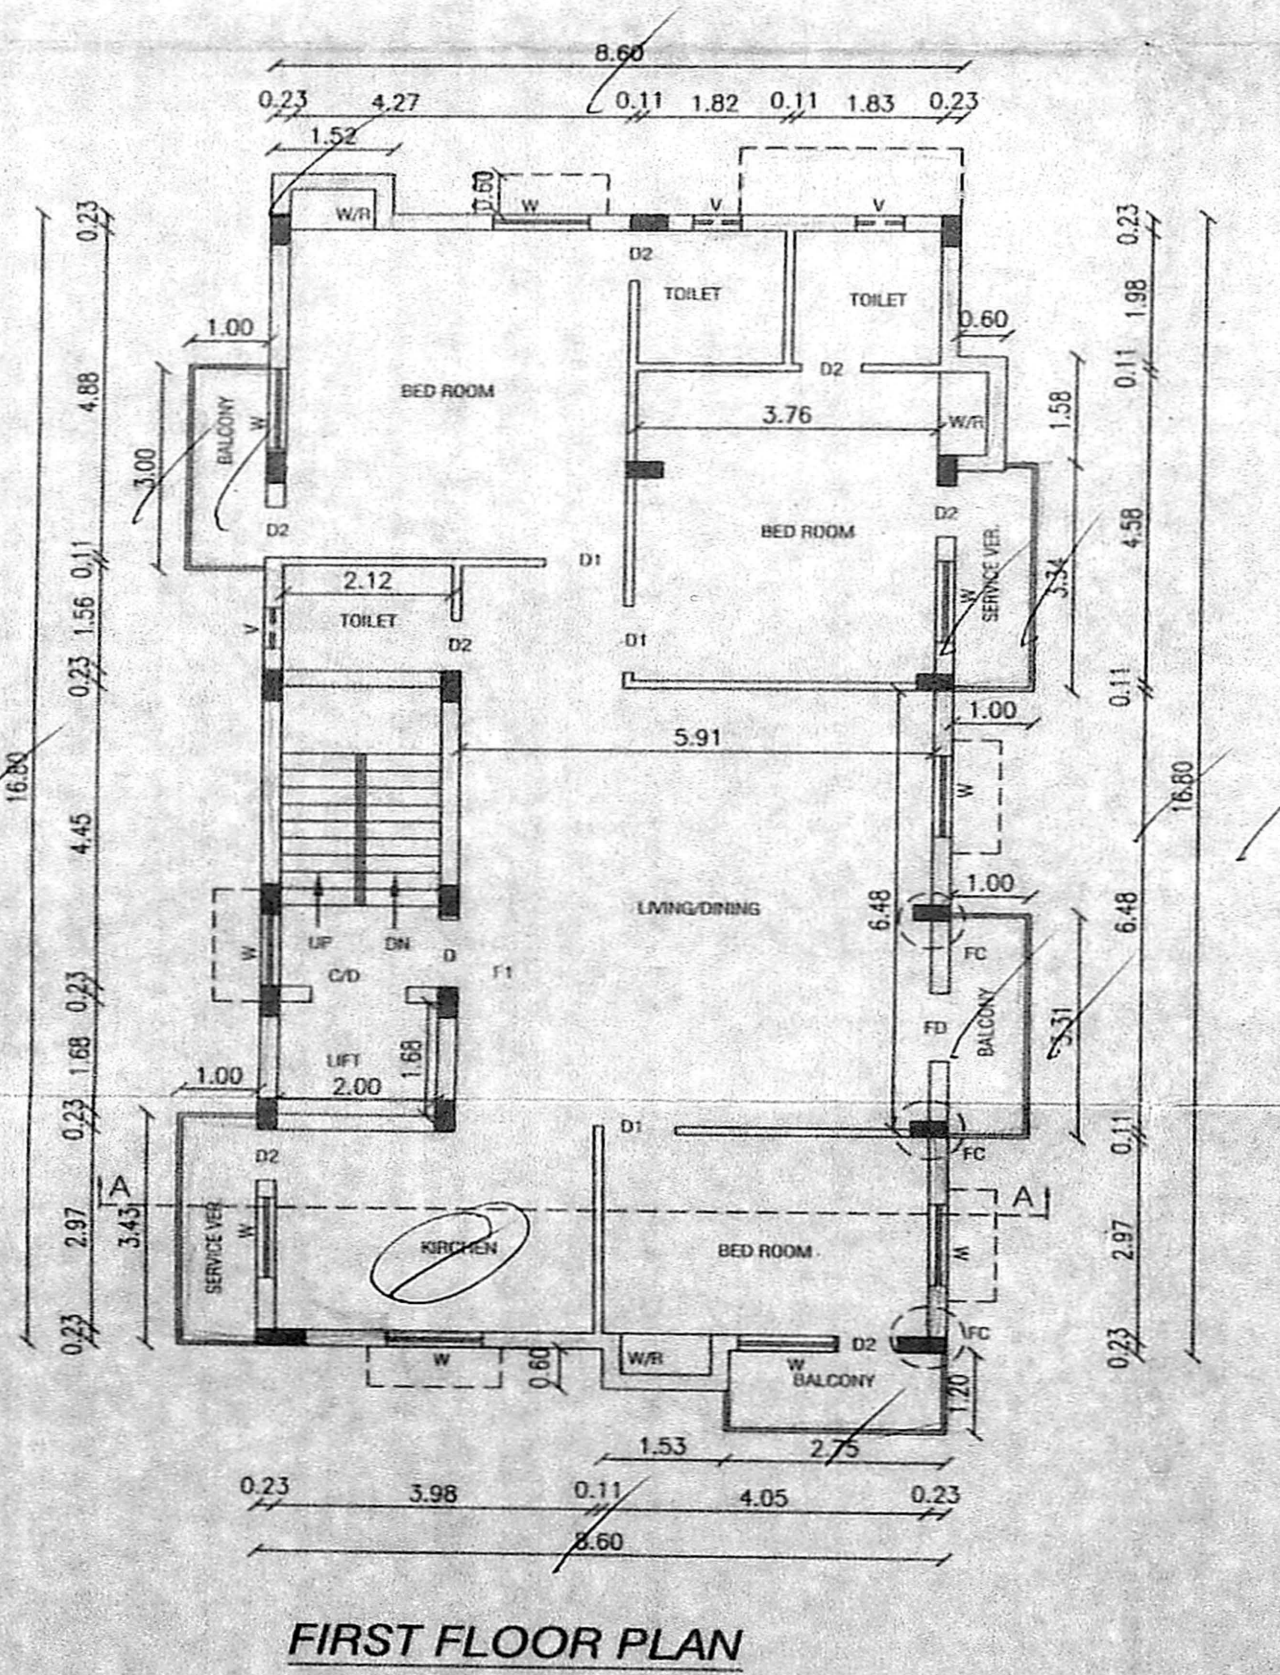 8.60
0.23 4.27 0.11 1.82 0.11 1.83 0.23
1.52
0.60
W/R W V V
0.23 0.23
D2
TOILET TOILET
1.98
0.60
1.00
D2 0.11
4.88 BED ROOM
BALCONY W 3.76 W/R 1.58
3.00
D2 BED ROOM D2 4.58
D1
0.11 2.12 W SERVICE VER. 3.34
1.56 V TOILET D2 D1
0.23 0.11
1.00
5.91
16.80 W 16.80
4.45
1.00
LIVING/DINING 6.48 6.48
UP DN D FC
W C/D F1
0.23
FD BALCONY 3.31
1.68 LIFT 1.68
1.00 2.00
0.23 D1 0.11
D2 FC
A A
2.97 3.43 SERVICE VER. W KIRCHEN BED ROOM W 2.97
0.23 D2 FC 0.23
W 0.60 W/R W
BALCONY 1.20
1.53 2.75
0.23 3.98 0.11 4.05 0.23
8.60
FIRST FLOOR PLAN